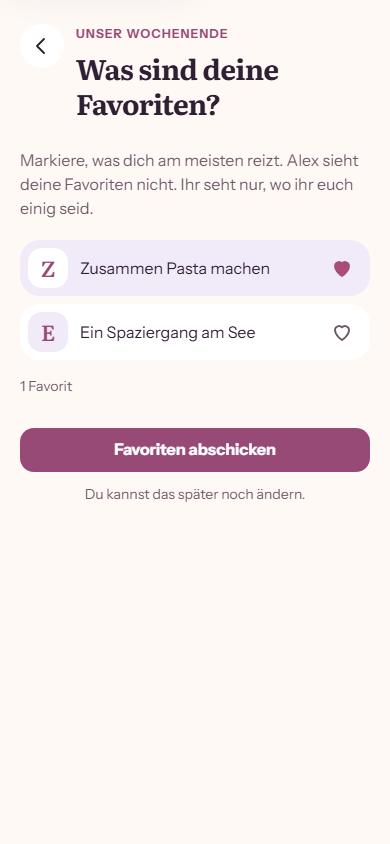 UNSER WOCHENENDE
Was sind deine
Favoriten?
Markiere, was dich am meisten reizt. Alex sieht
deine Favoriten nicht. Ihr seht nur, wo ihr euch
einig seid.
Z Zusammen Pasta machen
E Ein Spaziergang am See
1 Favorit
Favoriten abschicken
Du kannst das später noch ändern.